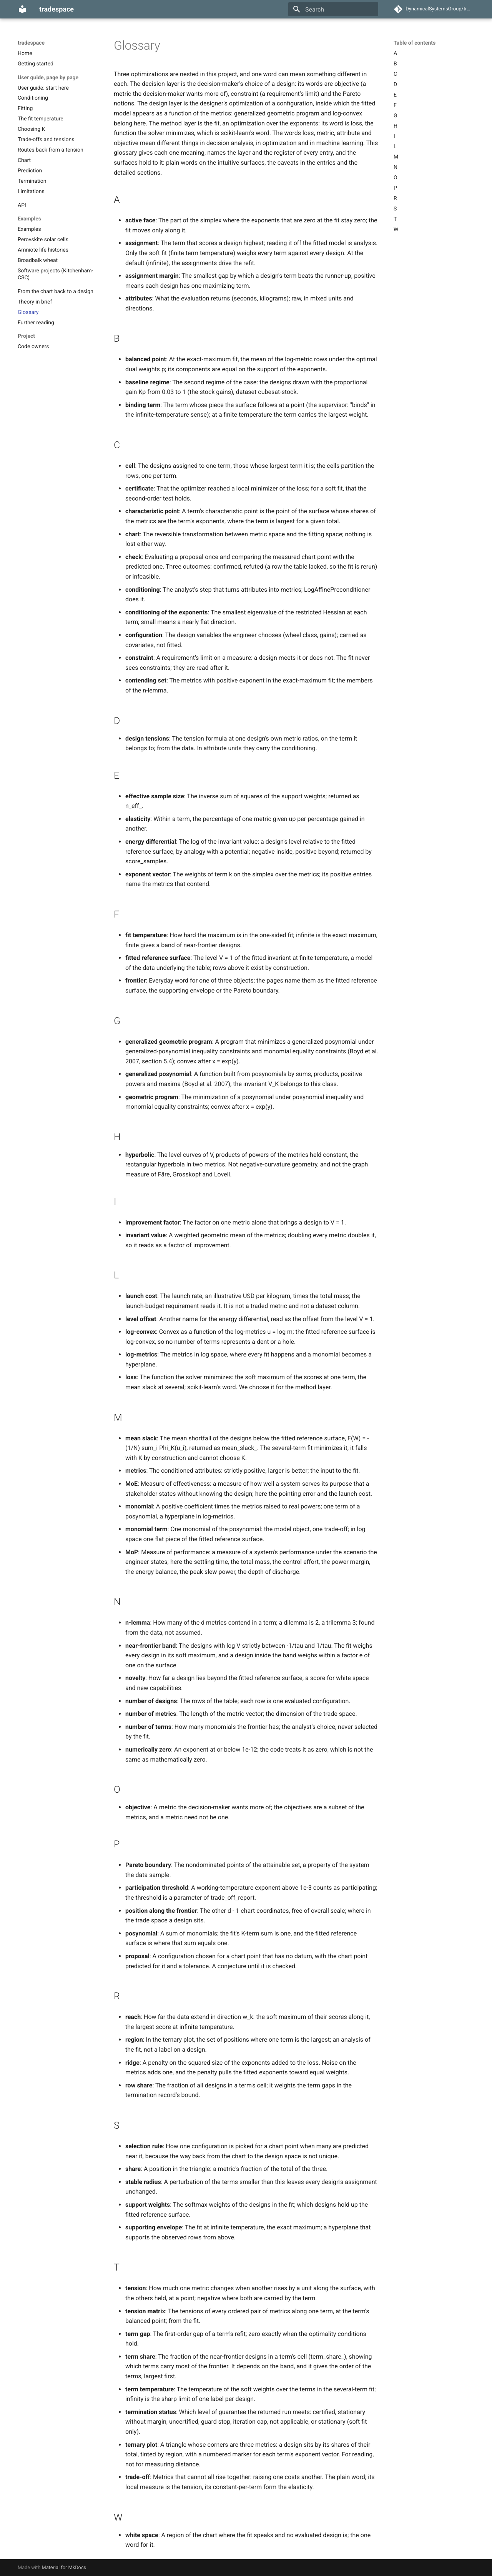 tradespace
Search
DynamicalSystemsGroup/tr...
tradespace
Home
Getting started
User guide, page by page
User guide: start here
Conditioning
Fitting
The fit temperature
Choosing K
Trade-offs and tensions
Routes back from a tension
Chart
Prediction
Termination
Limitations
API
Examples
Examples
Perovskite solar cells
Amniote life histories
Broadbalk wheat
Software projects (Kitchenham-
CSC)
From the chart back to a design
Theory in brief
Glossary
Further reading
Project
Code owners
Glossary
Three optimizations are nested in this project, and one word can mean something different in
each. The decision layer is the decision-maker's choice of a design: its words are objective (a
metric the decision-maker wants more of), constraint (a requirement's limit) and the Pareto
notions. The design layer is the designer's optimization of a configuration, inside which the fitted
model appears as a function of the metrics: generalized geometric program and log-convex
belong here. The method layer is the fit, an optimization over the exponents: its word is loss, the
function the solver minimizes, which is scikit-learn's word. The words loss, metric, attribute and
objective mean different things in decision analysis, in optimization and in machine learning. This
glossary gives each one meaning, names the layer and the register of every entry, and the
surfaces hold to it: plain words on the intuitive surfaces, the caveats in the entries and the
detailed sections.
A
active face: The part of the simplex where the exponents that are zero at the fit stay zero; the
fit moves only along it.
assignment: The term that scores a design highest; reading it off the fitted model is analysis.
Only the soft fit (finite term temperature) weighs every term against every design. At the
default (infinite), the assignments drive the refit.
assignment margin: The smallest gap by which a design's term beats the runner-up; positive
means each design has one maximizing term.
attributes: What the evaluation returns (seconds, kilograms); raw, in mixed units and
directions.
B
balanced point: At the exact-maximum fit, the mean of the log-metric rows under the optimal
dual weights p; its components are equal on the support of the exponents.
baseline regime: The second regime of the case: the designs drawn with the proportional
gain Kp from 0.03 to 1 (the stock gains), dataset cubesat-stock.
binding term: The term whose piece the surface follows at a point (the supervisor: "binds" in
the infinite-temperature sense); at a finite temperature the term carries the largest weight.
C
cell: The designs assigned to one term, those whose largest term it is; the cells partition the
rows, one per term.
certificate: That the optimizer reached a local minimizer of the loss; for a soft fit, that the
second-order test holds.
characteristic point: A term's characteristic point is the point of the surface whose shares of
the metrics are the term's exponents, where the term is largest for a given total.
chart: The reversible transformation between metric space and the fitting space; nothing is
lost either way.
check: Evaluating a proposal once and comparing the measured chart point with the
predicted one. Three outcomes: confirmed, refuted (a row the table lacked, so the fit is rerun)
or infeasible.
conditioning: The analyst's step that turns attributes into metrics; LogAffinePreconditioner
does it.
conditioning of the exponents: The smallest eigenvalue of the restricted Hessian at each
term; small means a nearly flat direction.
configuration: The design variables the engineer chooses (wheel class, gains); carried as
covariates, not fitted.
constraint: A requirement's limit on a measure: a design meets it or does not. The fit never
sees constraints; they are read after it.
contending set: The metrics with positive exponent in the exact-maximum fit; the members
of the n-lemma.
D
design tensions: The tension formula at one design's own metric ratios, on the term it
belongs to; from the data. In attribute units they carry the conditioning.
E
effective sample size: The inverse sum of squares of the support weights; returned as
n_eff_.
elasticity: Within a term, the percentage of one metric given up per percentage gained in
another.
energy differential: The log of the invariant value: a design's level relative to the fitted
reference surface, by analogy with a potential; negative inside, positive beyond, returned by
score_samples.
exponent vector: The weights of term k on the simplex over the metrics; its positive entries
name the metrics that contend.
F
fit temperature: How hard the maximum is in the one-sided fit; infinite is the exact maximum,
finite gives a band of near-frontier designs.
fitted reference surface: The level V = 1 of the fitted invariant at finite temperature, a model
of the data underlying the table; rows above it exist by construction.
frontier: Everyday word for one of three objects; the pages name them as the fitted reference
surface, the supporting envelope or the Pareto boundary.
G
generalized geometric program: A program that minimizes a generalized posynomial under
generalized-posynomial inequality constraints and monomial equality constraints (Boyd et al.
2007, section 5.4); convex after x = exp(y).
generalized posynomial: A function built from posynomials by sums, products, positive
powers and maxima (Boyd et al. 2007); the invariant V_K belongs to this class.
geometric program: The minimization of a posynomial under posynomial inequality and
monomial equality constraints; convex after x = exp(y).
H
hyperbolic: The level curves of V, products of powers of the metrics held constant, the
rectangular hyperbola in two metrics. Not negative-curvature geometry, and not the graph
measure of Färe, Grosskopf and Lovell.
I
improvement factor: The factor on one metric alone that brings a design to V = 1.
invariant value: A weighted geometric mean of the metrics; doubling every metric doubles it,
so it reads as a factor of improvement.
L
launch cost: The launch rate, an illustrative USD per kilogram, times the total mass; the
launch-budget requirement reads it. It is not a traded metric and not a dataset column.
level offset: Another name for the energy differential, read as the offset from the level V = 1.
log-convex: Convex as a function of the log-metrics u = log m; the fitted reference surface is
log-convex, so no number of terms represents a dent or a hole.
log-metrics: The metrics in log space, where every fit happens and a monomial becomes a
hyperplane.
loss: The function the solver minimizes: the soft maximum of the scores at one term, the
mean slack at several; scikit-learn's word. We choose it for the method layer.
M
mean slack: The mean shortfall of the designs below the fitted reference surface, F(W) = -
(1/N) sum_i Phi_K(u_i), returned as mean_slack_. The several-term fit minimizes it; it falls
with K by construction and cannot choose K.
metrics: The conditioned attributes: strictly positive, larger is better; the input to the fit.
MoE: Measure of effectiveness: a measure of how well a system serves its purpose that a
stakeholder states without knowing the design; here the pointing error and the launch cost.
monomial: A positive coefficient times the metrics raised to real powers; one term of a
posynomial, a hyperplane in log-metrics.
monomial term: One monomial of the posynomial: the model object, one trade-off; in log
space one flat piece of the fitted reference surface.
MoP: Measure of performance: a measure of a system's performance under the scenario the
engineer states; here the settling time, the total mass, the control effort, the power margin,
the energy balance, the peak slew power, the depth of discharge.
N
n-lemma: How many of the d metrics contend in a term; a dilemma is 2, a trilemma 3; found
from the data, not assumed.
near-frontier band: The designs with log V strictly between -1/tau and 1/tau. The fit weighs
every design in its soft maximum, and a design inside the band weighs within a factor e of
one on the surface.
novelty: How far a design lies beyond the fitted reference surface; a score for white space
and new capabilities.
number of designs: The rows of the table; each row is one evaluated configuration.
number of metrics: The length of the metric vector; the dimension of the trade space.
number of terms: How many monomials the frontier has; the analyst's choice, never selected
by the fit.
numerically zero: An exponent at or below 1e-12; the code treats it as zero, which is not the
same as mathematically zero.
O
objective: A metric the decision-maker wants more of; the objectives are a subset of the
metrics, and a metric need not be one.
P
Pareto boundary: The nondominated points of the attainable set, a property of the system
the data sample.
participation threshold: A working-temperature exponent above 1e-3 counts as participating;
the threshold is a parameter of trade_off_report.
position along the frontier: The other d - 1 chart coordinates, free of overall scale; where in
the trade space a design sits.
posynomial: A sum of monomials; the fit's K-term sum is one, and the fitted reference
surface is where that sum equals one.
proposal: A configuration chosen for a chart point that has no datum, with the chart point
predicted for it and a tolerance. A conjecture until it is checked.
R
reach: How far the data extend in direction w_k: the soft maximum of their scores along it,
the largest score at infinite temperature.
region: In the ternary plot, the set of positions where one term is the largest; an analysis of
the fit, not a label on a design.
ridge: A penalty on the squared size of the exponents added to the loss. Noise on the
metrics adds one, and the penalty pulls the fitted exponents toward equal weights.
row share: The fraction of all designs in a term's cell; it weights the term gaps in the
termination record's bound.
S
selection rule: How one configuration is picked for a chart point when many are predicted
near it, because the way back from the chart to the design space is not unique.
share: A position in the triangle: a metric's fraction of the total of the three.
stable radius: A perturbation of the terms smaller than this leaves every design's assignment
unchanged.
support weights: The softmax weights of the designs in the fit; which designs hold up the
fitted reference surface.
supporting envelope: The fit at infinite temperature, the exact maximum; a hyperplane that
supports the observed rows from above.
T
tension: How much one metric changes when another rises by a unit along the surface, with
the others held, at a point; negative where both are carried by the term.
tension matrix: The tensions of every ordered pair of metrics along one term, at the term's
balanced point; from the fit.
term gap: The first-order gap of a term's refit; zero exactly when the optimality conditions
hold.
term share: The fraction of the near-frontier designs in a term's cell (term_share_), showing
which terms carry most of the frontier. It depends on the band, and it gives the order of the
terms, largest first.
term temperature: The temperature of the soft weights over the terms in the several-term fit;
infinity is the sharp limit of one label per design.
termination status: Which level of guarantee the returned run meets: certified, stationary
without margin, uncertified, guard stop, iteration cap, not applicable, or stationary (soft fit
only).
ternary plot: A triangle whose corners are three metrics: a design sits by its shares of their
total, tinted by region, with a numbered marker for each term's exponent vector. For reading,
not for measuring distance.
trade-off: Metrics that cannot all rise together: raising one costs another. The plain word; its
local measure is the tension, its constant-per-term form the elasticity.
W
white space: A region of the chart where the fit speaks and no evaluated design is; the one
word for it.
Table of contents
A
B
C
D
E
F
G
H
I
L
M
N
O
P
R
S
T
W
Made with Material for MkDocs